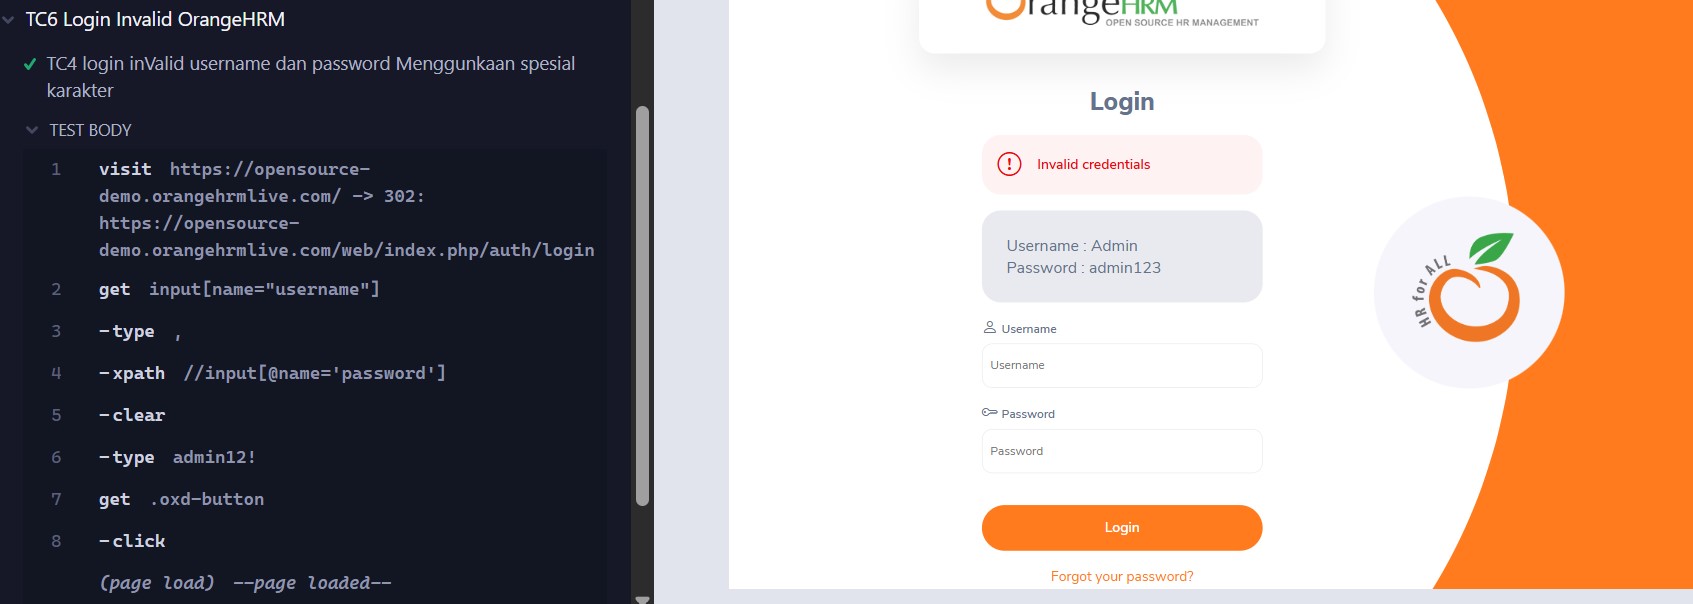 TC6 Login Invalid OrangeHRM
TC4 login inValid username dan password Menggunkaan spesial
karakter
TEST BODY
1 visit https://opensource-
demo.orangehrmlive.com/ -> 302:
https://opensource-
demo.orangehrmlive.com/web/index.php/auth/login
2 get input[name="username"]
3 -type ,
4 -xpath //input[@name='password']
5 -clear
6 -type admin12!
7 get .oxd-button
8 -click
(page load) --page loaded--
OrangeHRM
OPEN SOURCE HR MANAGEMENT
Login
Invalid credentials
Username : Admin
Password : admin123
Username
Username
Password
Password
Login
Forgot your password?
HR for ALL